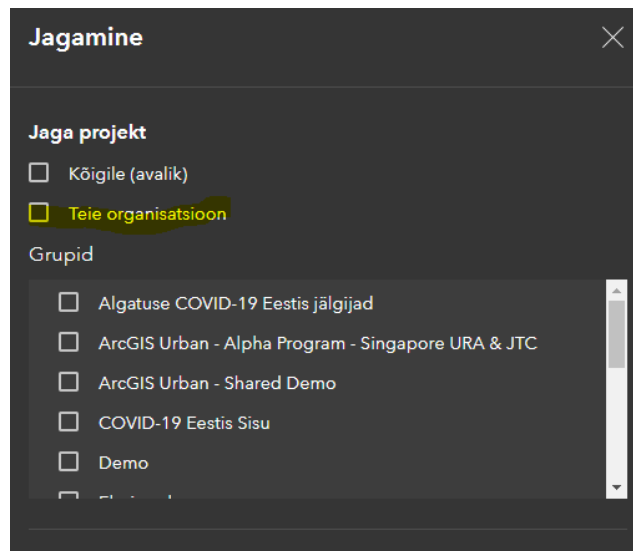 Jagamine
Jaga projekt
Kõigile (avalik)
Teie organisatsioon
Grupid
Algatuse COVID-19 Eestis jälgijad
ArcGIS Urban - Alpha Program - Singapore URA & JTC
ArcGIS Urban - Shared Demo
COVID-19 Eestis Sisu
Demo